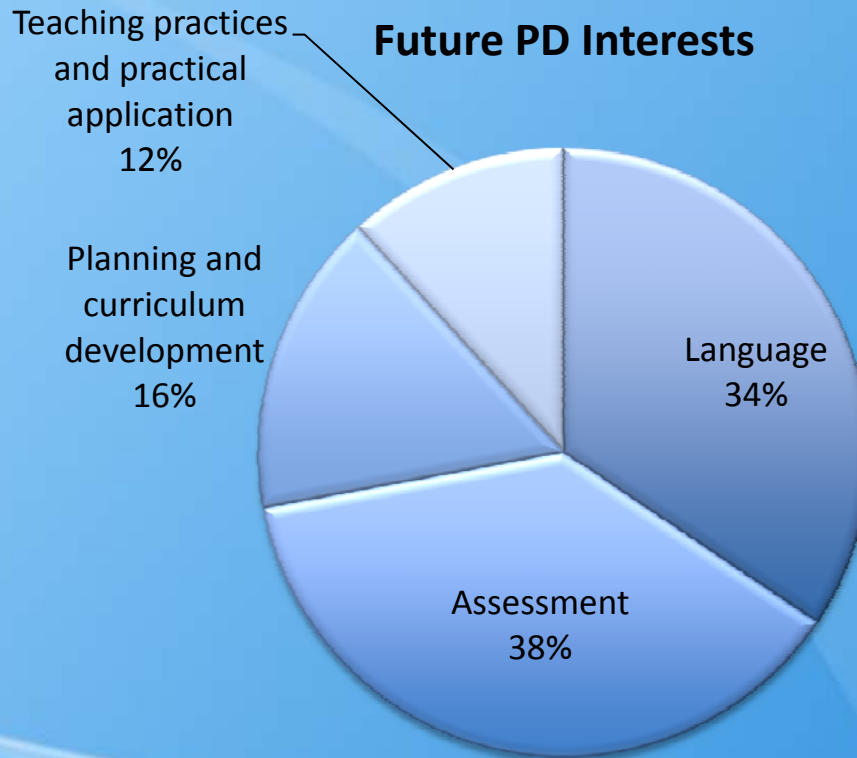 Future PD Interests
Teaching practices
and practical
application
12%
Planning and
curriculum
development
16%
Language
34%
Assessment
38%